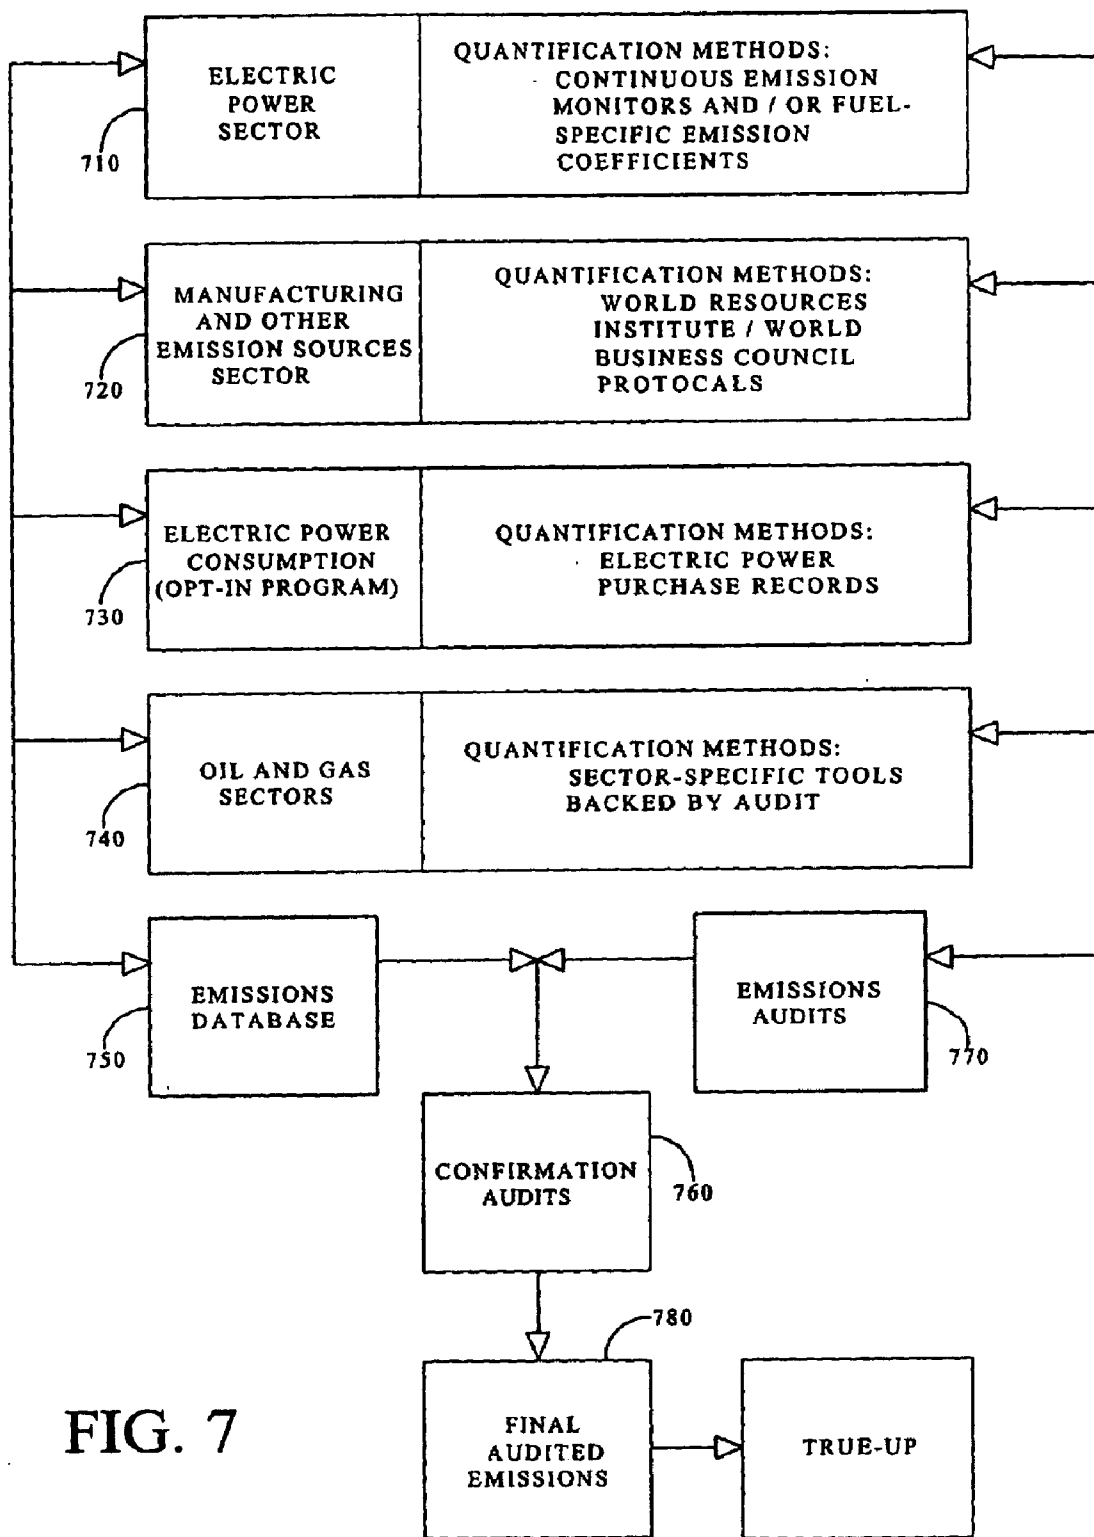 ELECTRIC
POWER
SECTOR
710
QUANTIFICATION METHODS:
CONTINUOUS EMISSION
MONITORS AND / OR FUEL-
SPECIFIC EMISSION
COEFFICIENTS
MANUFACTURING
AND OTHER
EMISSION SOURCES
SECTOR
720
QUANTIFICATION METHODS:
WORLD RESOURCES
INSTITUTE / WORLD
BUSINESS COUNCIL
PROTOCALS
ELECTRIC POWER
CONSUMPTION
(OPT-IN PROGRAM)
730
QUANTIFICATION METHODS:
ELECTRIC POWER
PURCHASE RECORDS
OIL AND GAS
SECTORS
740
QUANTIFICATION METHODS:
SECTOR-SPECIFIC TOOLS
BACKED BY AUDIT
EMISSIONS
DATABASE
750
EMISSIONS
AUDITS
770
CONFIRMATION
AUDITS
760
780
FINAL
AUDITED
EMISSIONS
TRUE-UP
FIG. 7